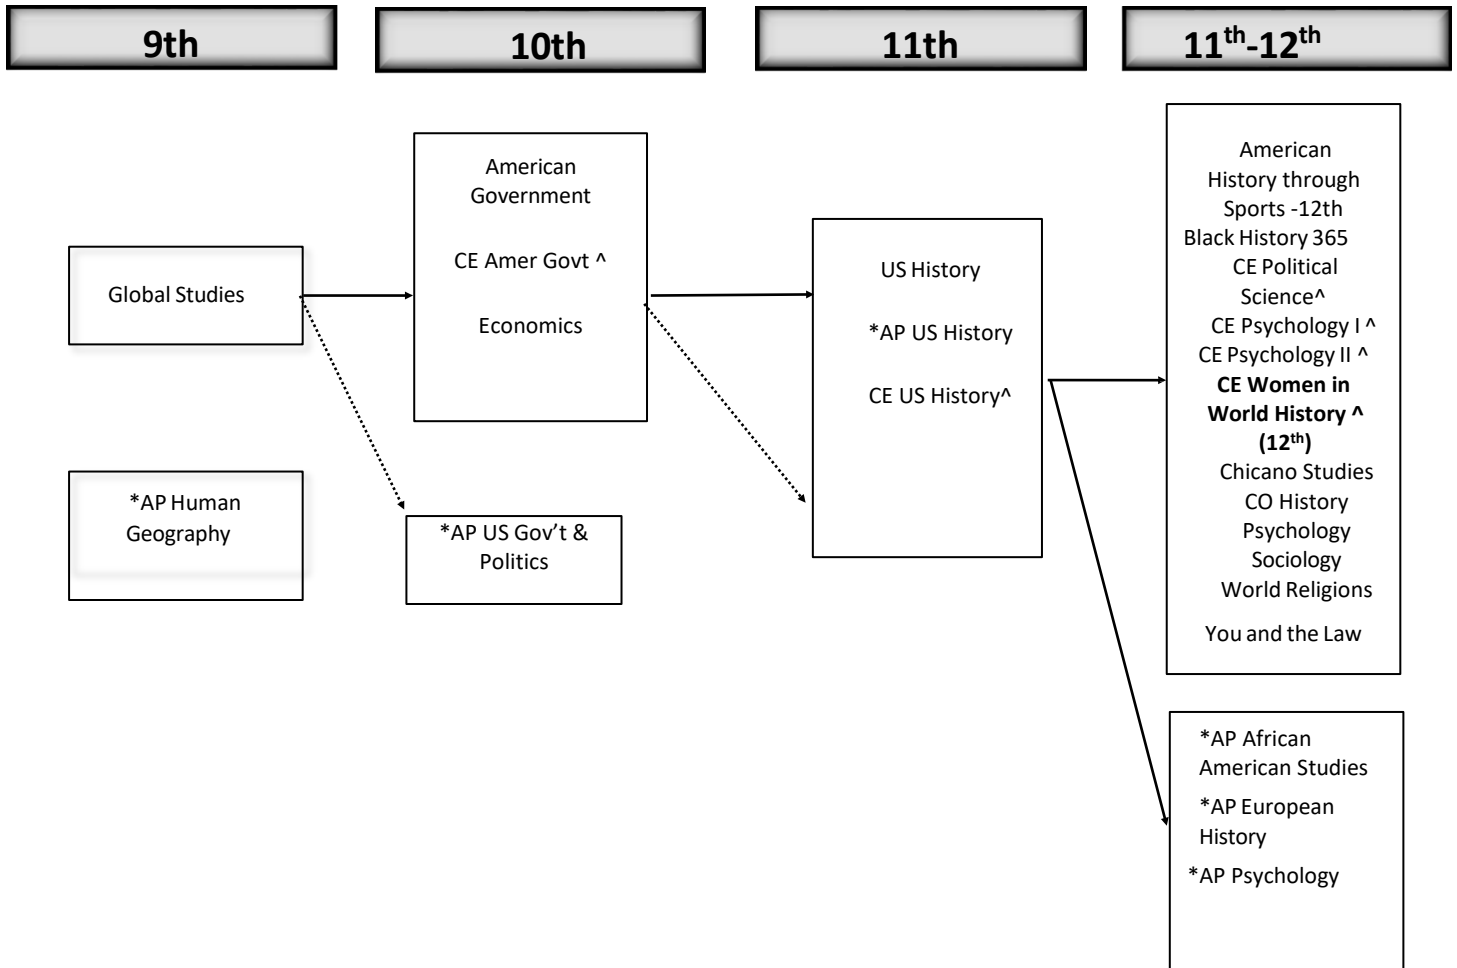 9th
10th
11th
11th-12th
Global Studies
*AP Human
Geography
American
Government
CE Amer Govt ^
Economics
*AP US Gov’t &
Politics
US History
*AP US History
CE US History^
American
History through
Sports -12th
Black History 365
CE Political
Science^
CE Psychology I ^
CE Psychology II ^
CE Women in
World History ^
(12th)
Chicano Studies
CO History
Psychology
Sociology
World Religions
You and the Law
*AP African
American Studies
*AP European
History
*AP Psychology